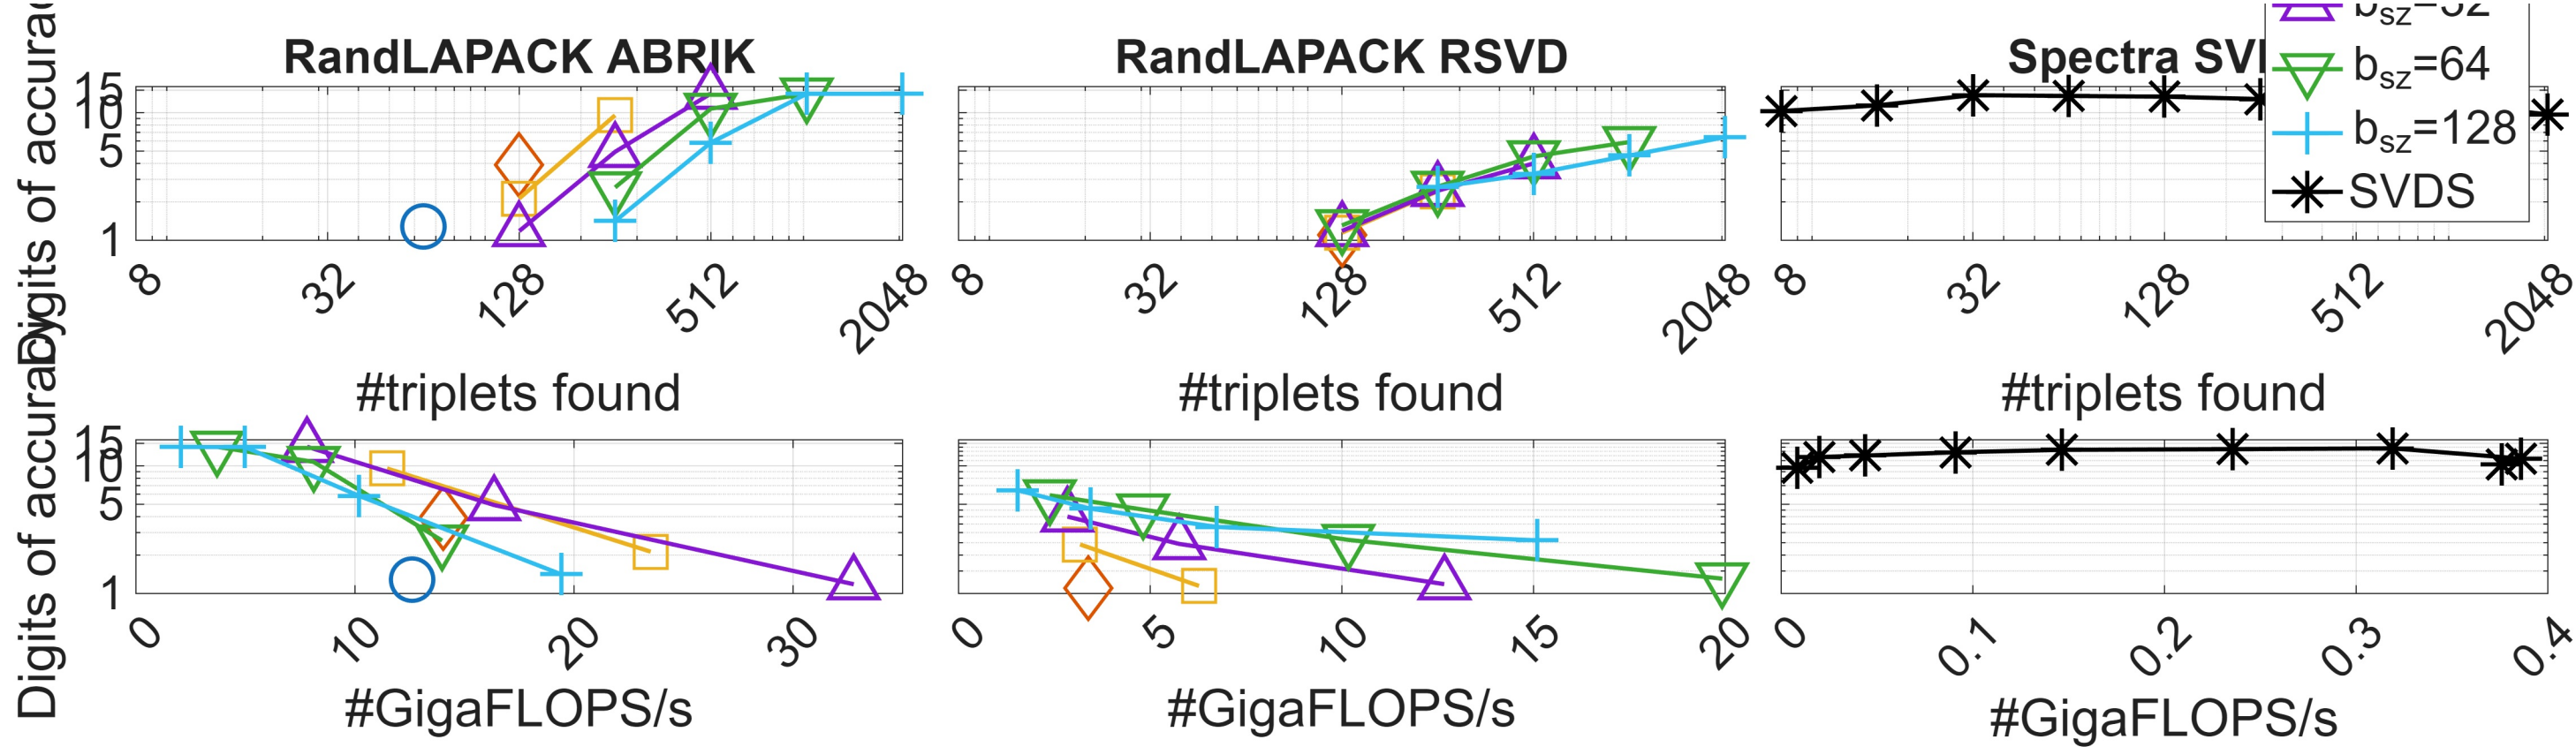 RandLAPACK ABRIK
RandLAPACK RSVD
Spectra
b_sz=64
b_sz=128
SVDS
Digits of
15
10
5
1
8 32 128 512 2048
8 32 128 512 2048
8 32 128 512 2048
#triplets found
#triplets found
#triplets found
Digits of accuracy
15
10
5
1
0 10 20 30
0 5 10 15 20
0 0.1 0.2 0.3 0.4
#GigaFLOPS/s
#GigaFLOPS/s
#GigaFLOPS/s